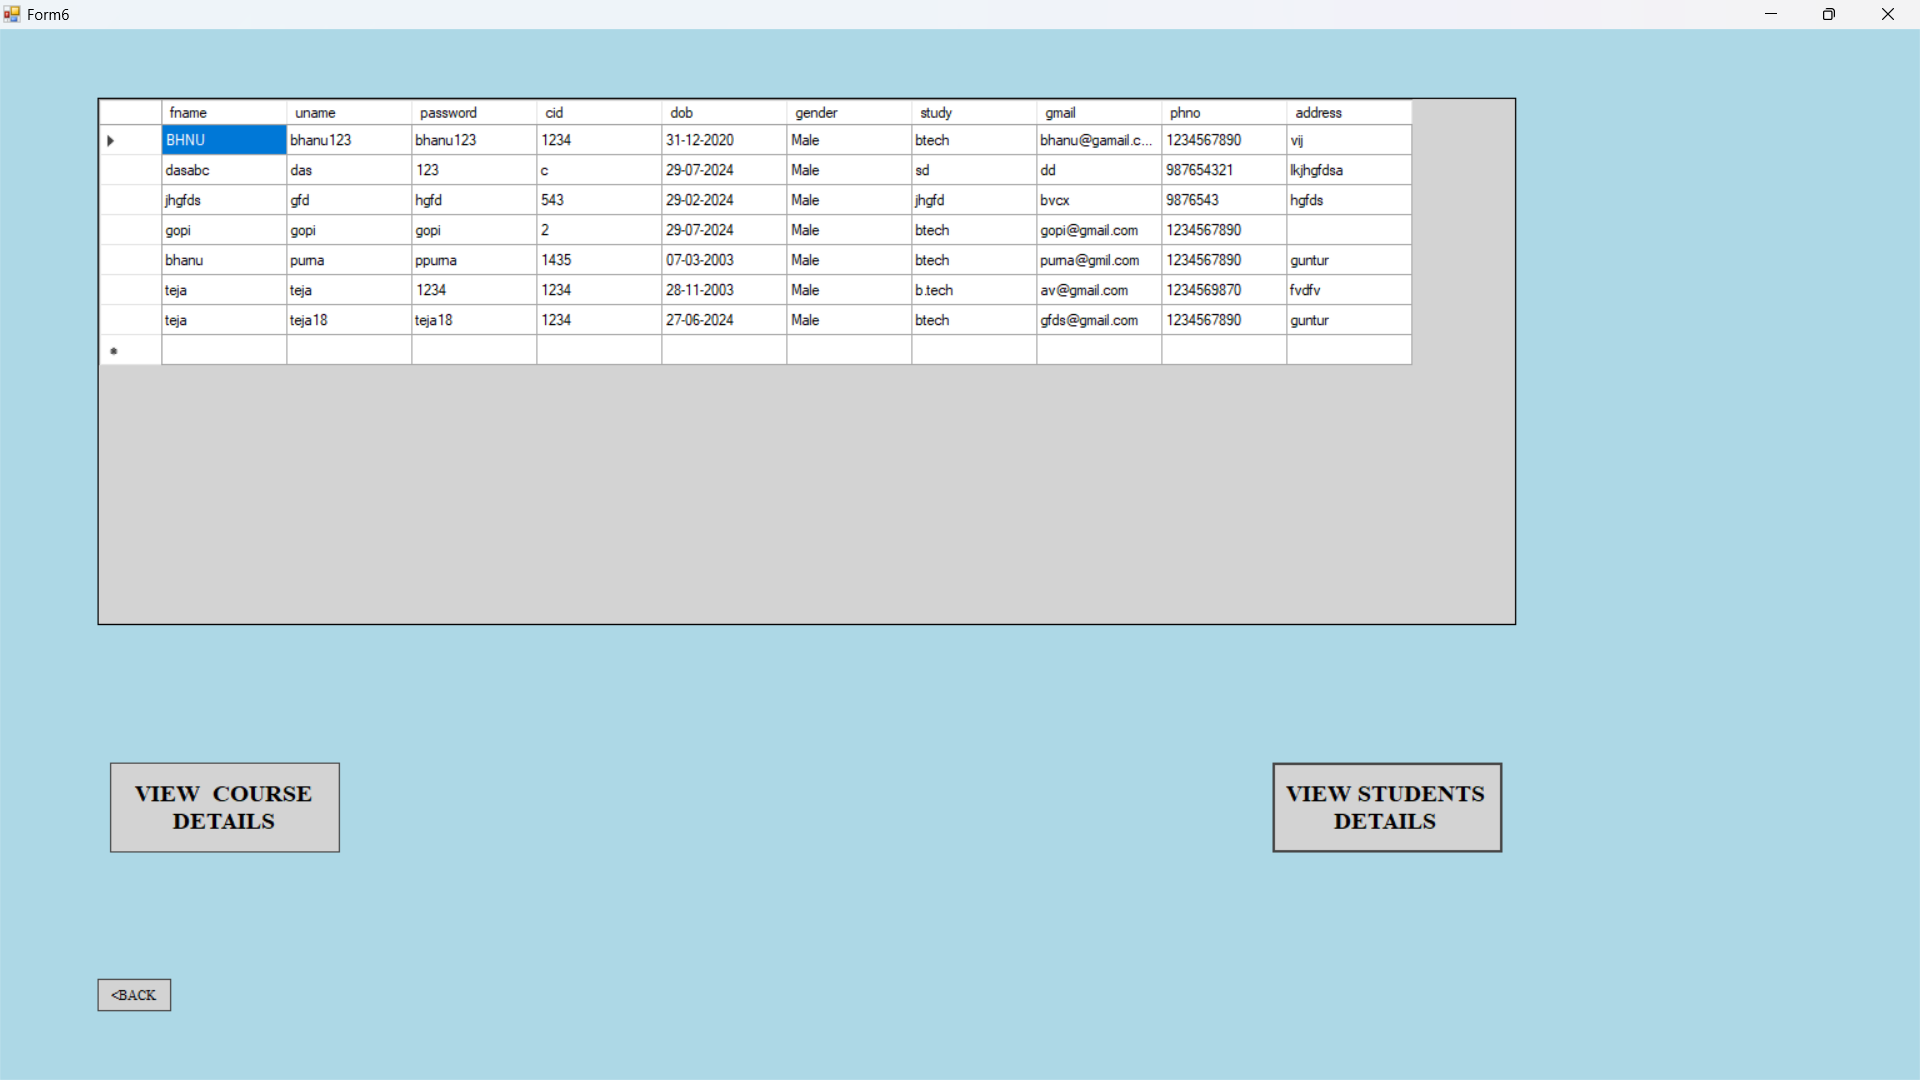 Form6
fname uname password cid dob gender study gmail phno address
BHNU bhanu123 bhanu123 1234 31-12-2020 Male btech bhanu@gamail.c... 1234567890 vij
dasabc das 123 c 29-07-2024 Male sd dd 987654321 lkjhgfdsa
jhgfds gfd hgfd 543 29-02-2024 Male jhgfd bvcx 9876543 hgfds
gopi gopi gopi 2 29-07-2024 Male btech gopi@gmail.com 1234567890
bhanu purna ppurna 1435 07-03-2003 Male btech purna@gmil.com 1234567890 guntur
teja teja 1234 1234 28-11-2003 Male b.tech av@gmail.com 1234569870 fvdfv
teja teja18 teja18 1234 27-06-2024 Male btech gfds@gmail.com 1234567890 guntur
VIEW COURSE
DETAILS
VIEW STUDENTS
DETAILS
<BACK